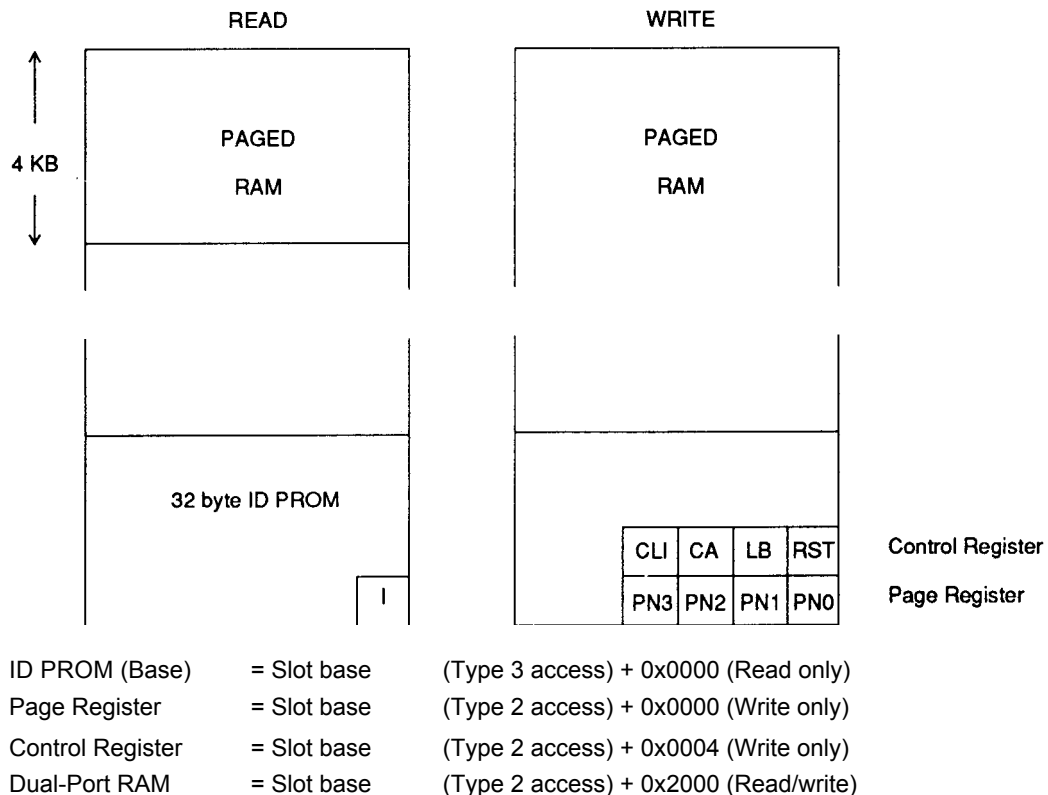 READ WRITE
PAGED PAGED
4 KB
RAM RAM
32 byte ID PROM
CLI CA LB RST Control Register
I PN3 PN2 PN1 PN0 Page Register
ID PROM (Base) = Slot base (Type 3 access) + 0x0000 (Read only)
Page Register = Slot base (Type 2 access) + 0x0000 (Write only)
Control Register = Slot base (Type 2 access) + 0x0004 (Write only)
Dual-Port RAM = Slot base (Type 2 access) + 0x2000 (Read/write)